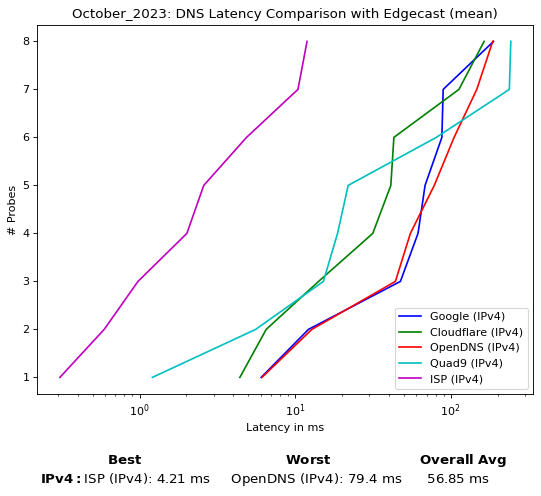 October_2023: DNS Latency Comparison with Edgecast (mean)
8
7
6
5
4
3
2
1
# Probes
10⁰
10¹
10²
Latency in ms
Google (IPv4)
Cloudflare (IPv4)
OpenDNS (IPv4)
Quad9 (IPv4)
ISP (IPv4)
Best Worst Overall Avg
IPv4: ISP (IPv4): 4.21 ms OpenDNS (IPv4): 79.4 ms 56.85 ms